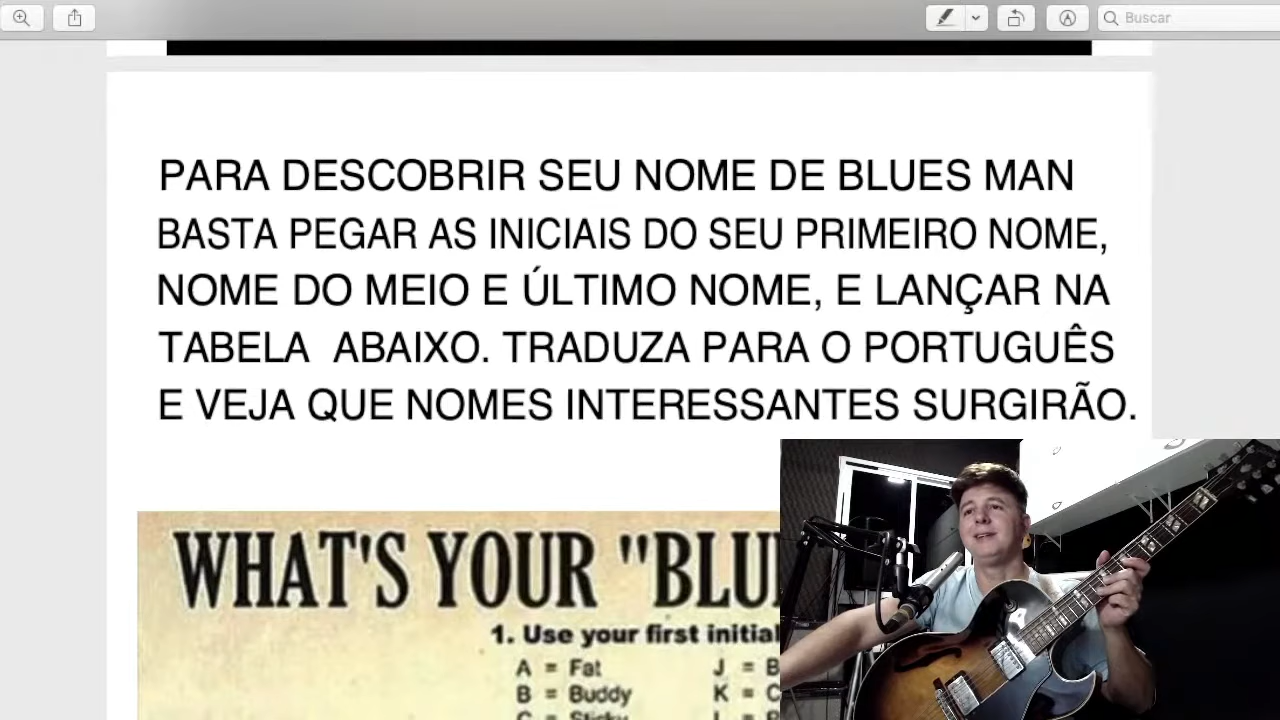 Buscar
PARA DESCOBRIR SEU NOME DE BLUES MAN
BASTA PEGAR AS INICIAIS DO SEU PRIMEIRO NOME,
NOME DO MEIO E ÚLTIMO NOME, E LANÇAR NA
TABELA ABAIXO. TRADUZA PARA O PORTUGUÊS
E VEJA QUE NOMES INTERESSANTES SURGIRÃO.
WHAT'S YOUR "BLU
1. Use your first initial
A = Fat J = B
B = Buddy K = C
C = Sticky L =